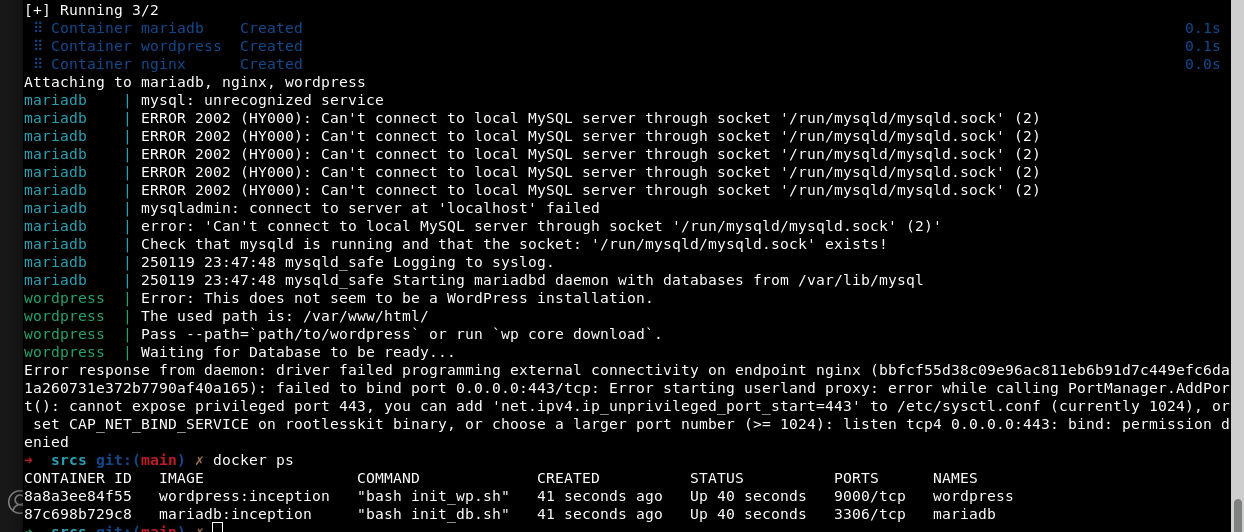 [+] Running 3/2
⠿ Container mariadb    Created    0.1s
⠿ Container wordpress  Created    0.1s
⠿ Container nginx      Created    0.0s
Attaching to mariadb, nginx, wordpress
mariadb    | mysql: unrecognized service
mariadb    | ERROR 2002 (HY000): Can't connect to local MySQL server through socket '/run/mysqld/mysqld.sock' (2)
mariadb    | ERROR 2002 (HY000): Can't connect to local MySQL server through socket '/run/mysqld/mysqld.sock' (2)
mariadb    | ERROR 2002 (HY000): Can't connect to local MySQL server through socket '/run/mysqld/mysqld.sock' (2)
mariadb    | ERROR 2002 (HY000): Can't connect to local MySQL server through socket '/run/mysqld/mysqld.sock' (2)
mariadb    | ERROR 2002 (HY000): Can't connect to local MySQL server through socket '/run/mysqld/mysqld.sock' (2)
mariadb    | mysqladmin: connect to server at 'localhost' failed
mariadb    | error: 'Can't connect to local MySQL server through socket '/run/mysqld/mysqld.sock' (2)'
mariadb    | Check that mysqld is running and that the socket: '/run/mysqld/mysqld.sock' exists!
mariadb    | 250119 23:47:48 mysqld_safe Logging to syslog.
mariadb    | 250119 23:47:48 mysqld_safe Starting mariadbd daemon with databases from /var/lib/mysql
wordpress  | Error: This does not seem to be a WordPress installation.
wordpress  | The used path is: /var/www/html/
wordpress  | Pass --path=`path/to/wordpress` or run `wp core download`.
wordpress  | Waiting for Database to be ready...
Error response from daemon: driver failed programming external connectivity on endpoint nginx (bbfcf55d38c09e96ac811eb6b91d7c449efc6da
1a260731e372b7790af40a165): failed to bind port 0.0.0.0:443/tcp: Error starting userland proxy: error while calling PortManager.AddPor
t(): cannot expose privileged port 443, you can add 'net.ipv4.ip_unprivileged_port_start=443' to /etc/sysctl.conf (currently 1024), or
set CAP_NET_BIND_SERVICE on rootlesskit binary, or choose a larger port number (>= 1024): listen tcp4 0.0.0.0:443: bind: permission d
enied
→  srcs git:(main) ✗ docker ps
CONTAINER ID   IMAGE                 COMMAND             CREATED          STATUS          PORTS      NAMES
8a8a3ee84f55   wordpress:inception   "bash init_wp.sh"   41 seconds ago   Up 40 seconds   9000/tcp   wordpress
87c698b729c8   mariadb:inception     "bash init_db.sh"   41 seconds ago   Up 40 seconds   3306/tcp   mariadb
→  srcs git:(main) ✗